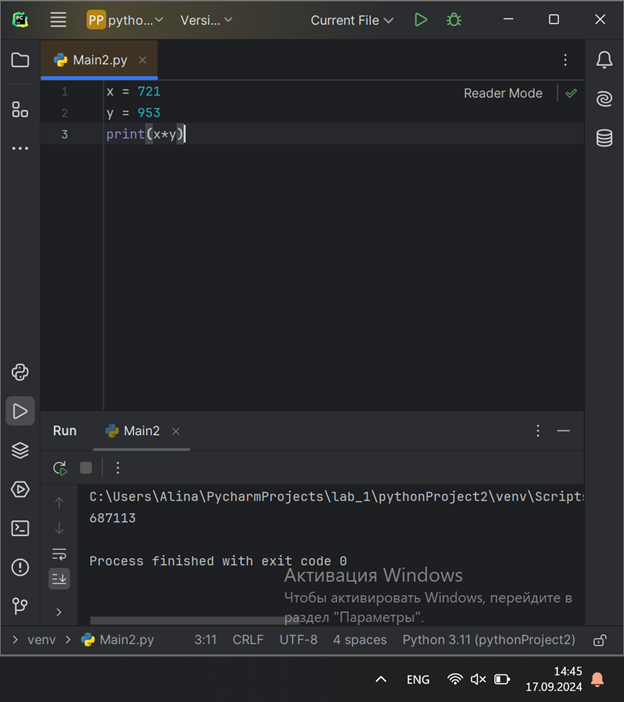 PC
PP pytho... Versi... Current File
Main2.py
Reader Mode
1 x = 721
2 y = 953
3 print(x*y)
Run Main2
C:\Users\Alina\PycharmProjects\lab_1\pythonProject2\venv\Script
687113
Process finished with exit code 0
Активация Windows
Чтобы активировать Windows, перейдите в
раздел "Параметры".
venv Main2.py 3:11 CRLF UTF-8 4 spaces Python 3.11 (pythonProject2)
ENG
14:45
17.09.2024